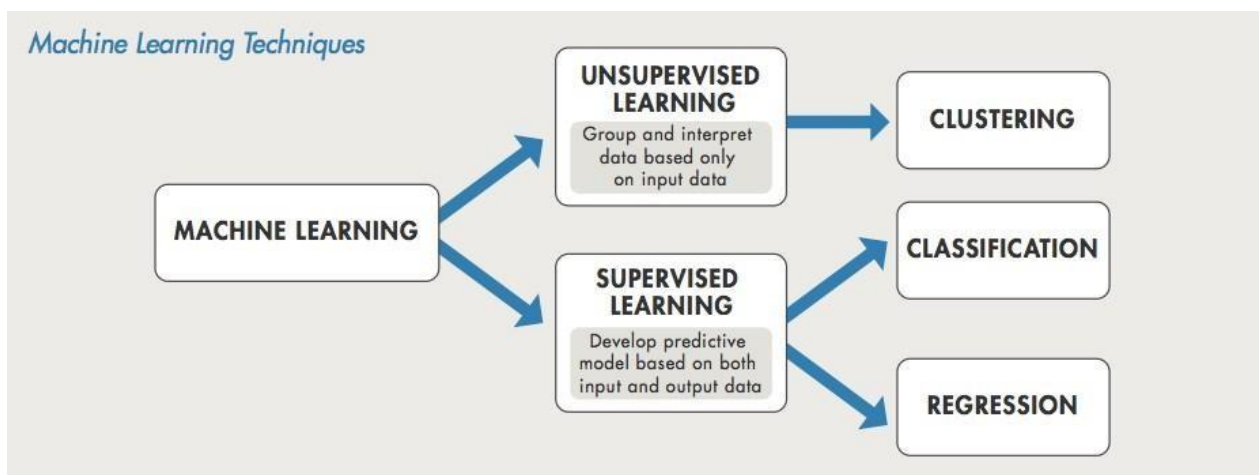 Machine Learning Techniques
UNSUPERVISED
LEARNING
Group and interpret
data based only
on input data
CLUSTERING
MACHINE LEARNING
CLASSIFICATION
SUPERVISED
LEARNING
Develop predictive
model based on both
input and output data
REGRESSION